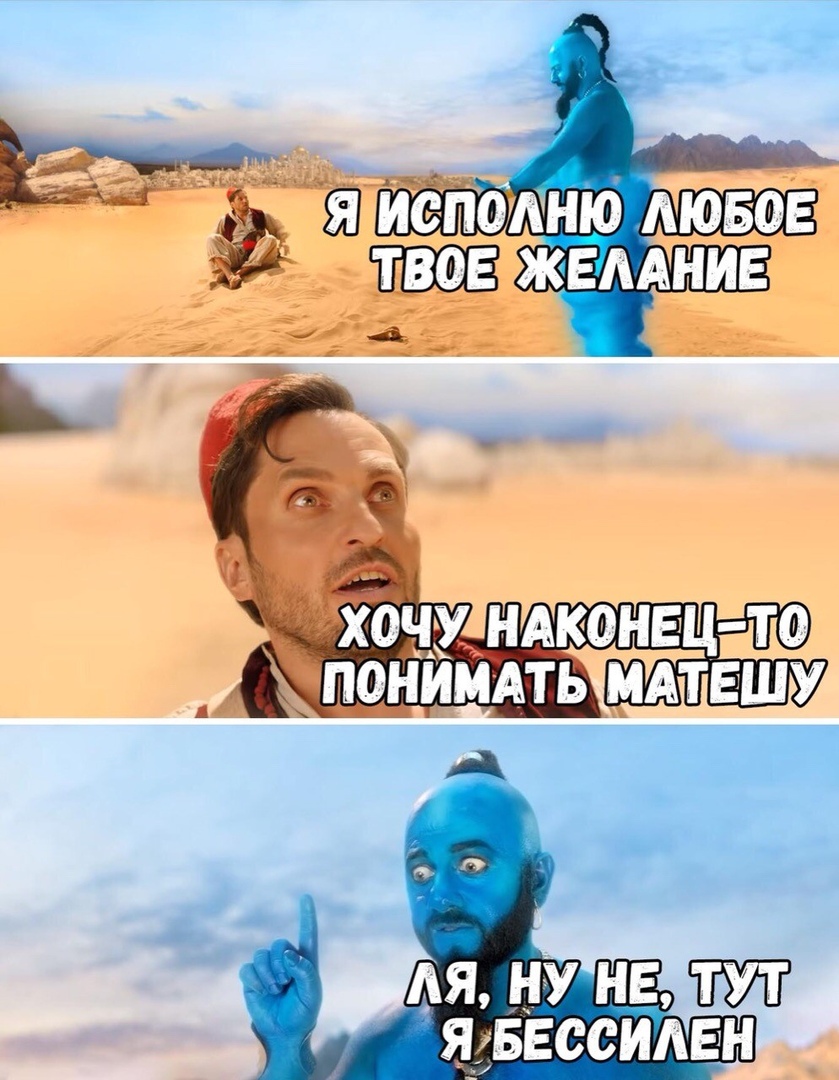 Я ИСПОЛНЮ ЛЮБОЕ
ТВОЕ ЖЕЛАНИЕ
ХОЧУ НАКОНЕЦ-ТО
ПОНИМАТЬ МАТЕШУ
ЛЯ, НУ НЕ, ТУТ
Я БЕССИЛЕН